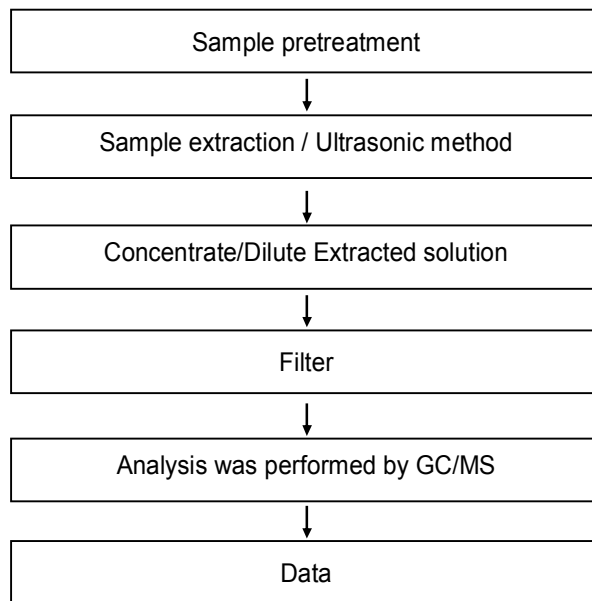 Sample pretreatment
Sample extraction / Ultrasonic method
Concentrate/Dilute Extracted solution
Filter
Analysis was performed by GC/MS
Data